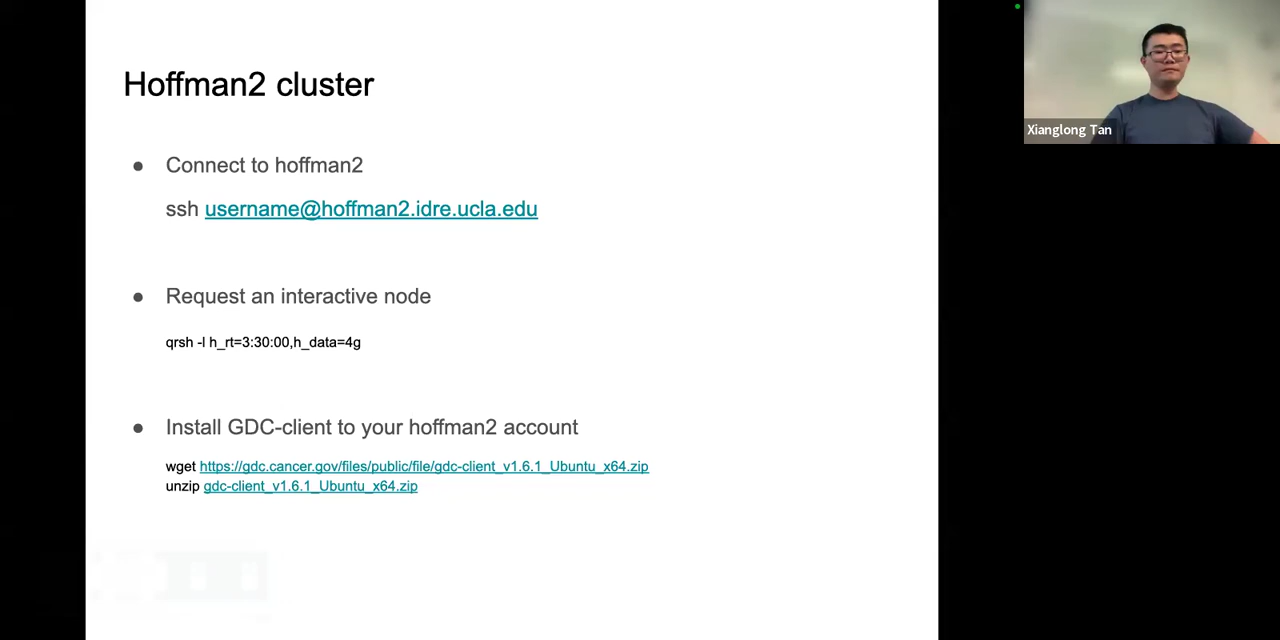 Hoffman2 cluster
Xianglong Tan
● Connect to hoffman2
ssh username@hoffman2.idre.ucla.edu
● Request an interactive node
qrsh -l h_rt=3:30:00,h_data=4g
● Install GDC-client to your hoffman2 account
wget https://gdc.cancer.gov/files/public/file/gdc-client_v1.6.1_Ubuntu_x64.zip
unzip gdc-client_v1.6.1_Ubuntu_x64.zip